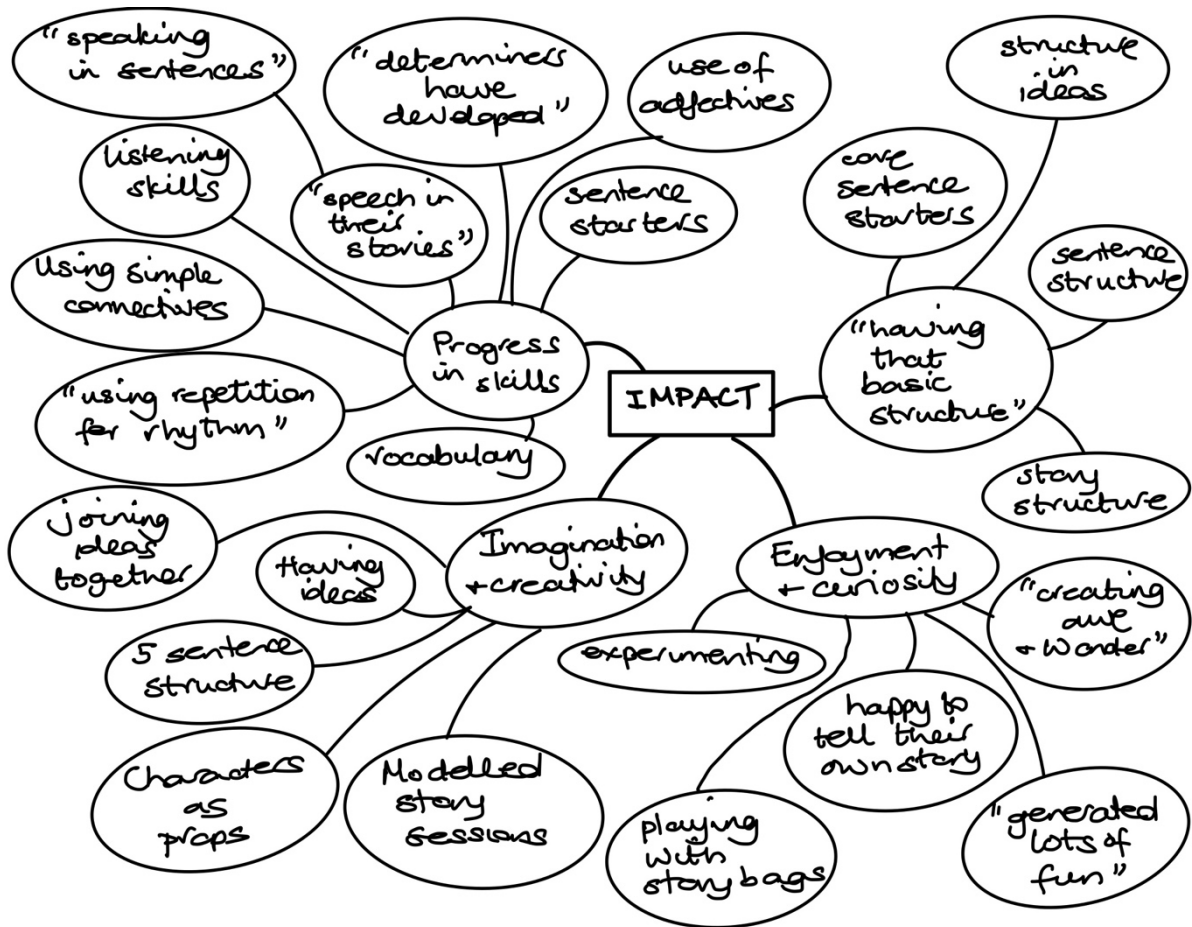 "speaking
in sentences"
"determiners
have
developed"
use of
adjectives
structure
in
ideas
listening
skills
"speech in
their
stories"
sentence
starters
core
sentence
starters
sentence
structure
Using simple
connectives
Progress
in skills
IMPACT
"having
that
basic
structure"
"using repetition
for rhythm"
vocabulary
story
structure
joining
ideas
together
Having
ideas
Imagination
+ creativity
Enjoyment
+ curiosity
"creating
awe
+ wonder"
5 sentence
structure
experimenting
happy to
tell their
own story
Characters
as
props
Modelled
story
sessions
playing
with
story bags
"generated
lots of
fun"